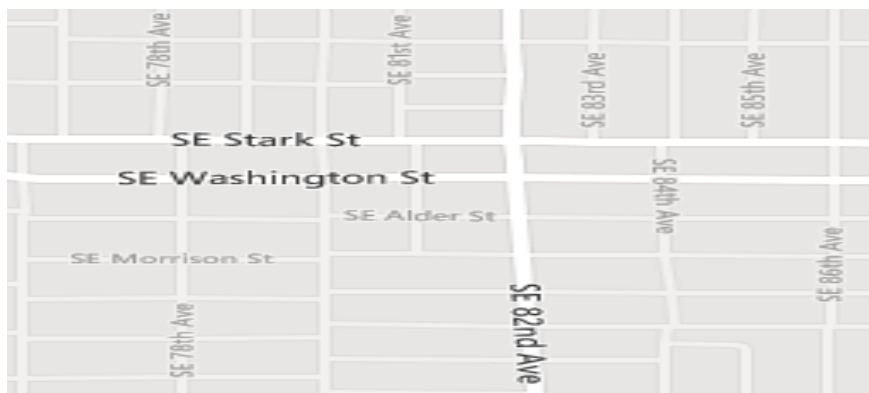 SE 78th Ave
SE 81st Ave
SE 83rd Ave
SE 85th Ave
SE Stark St
SE Washington St
SE 84th Ave
SE Alder St
SE Morrison St
SE 86th Ave
SE 78th Ave
SE 82nd Ave